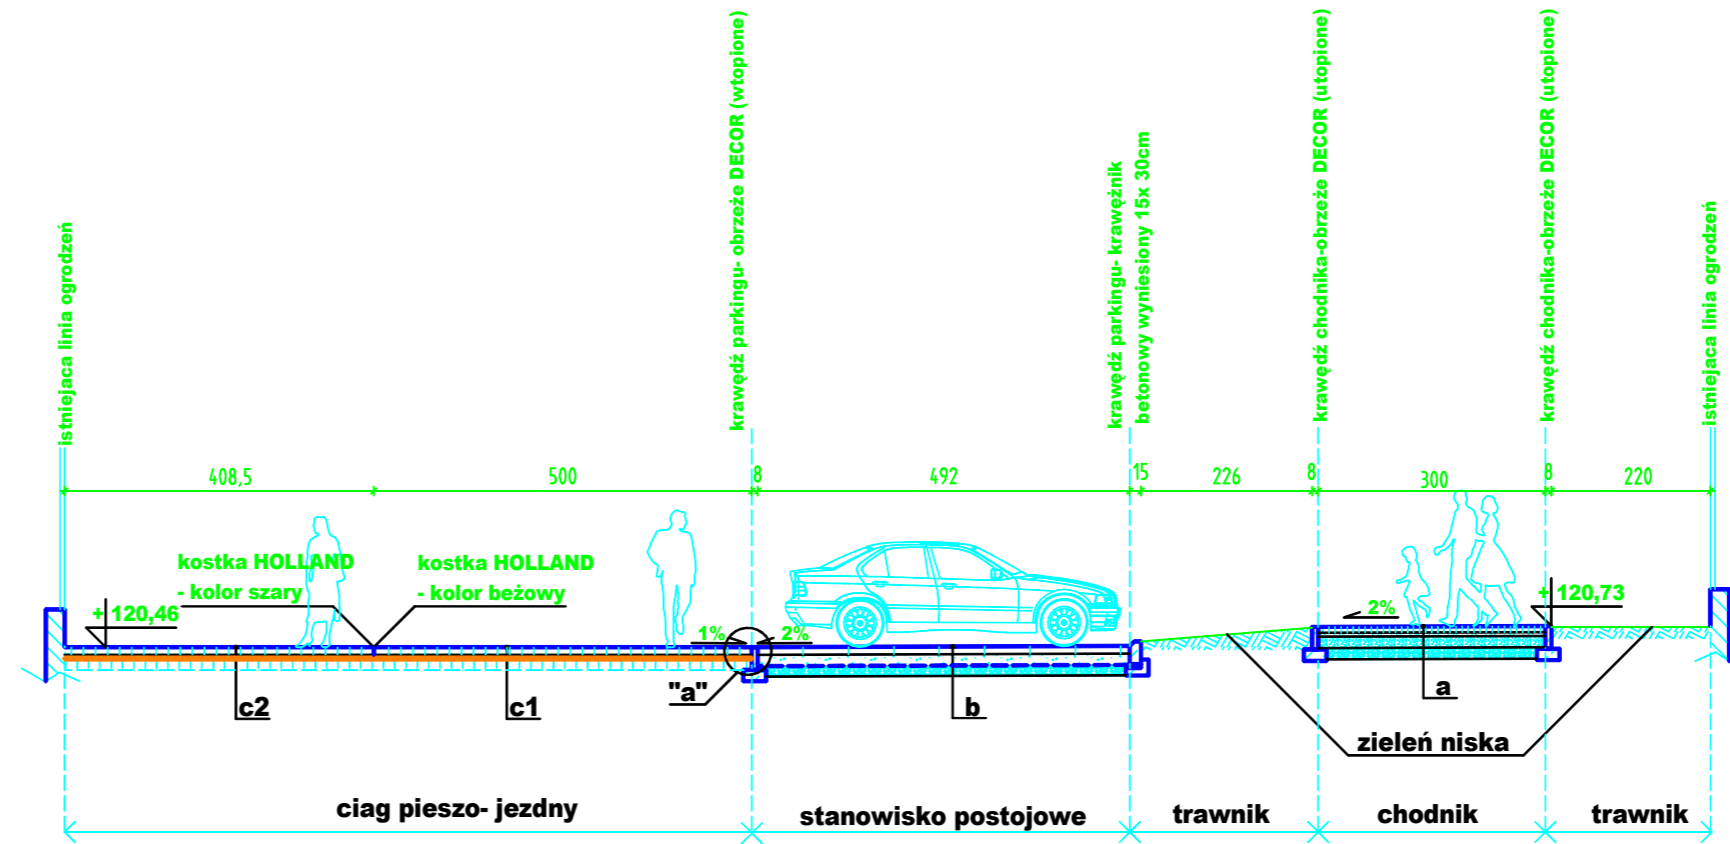 istniejaca linia ogrodzeń
krawędź parkingu- obrzeże DECOR (wtopione)
krawędź parkingu- krawężnik
betonowy wyniesiony 15x 30cm
krawędź chodnika-obrzeże DECOR (utopione)
krawędź chodnika-obrzeże DECOR (utopione)
istniejaca linia ogrodzeń
408,5 500 8 492 15 226 8 300 8 220
kostka HOLLAND
- kolor szary
kostka HOLLAND
- kolor beżowy
+ 120,46
1% 2%
2%
+ 120,73
"a"
c2 c1 b a
zieleń niska
ciag pieszo- jezdny
stanowisko postojowe
trawnik
chodnik
trawnik